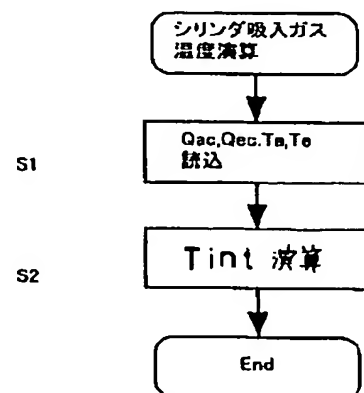 シリンダ吸入ガス
温度演算
S1
Qac,Qec.Ta,Te
読込
S2
Tint 演算
End